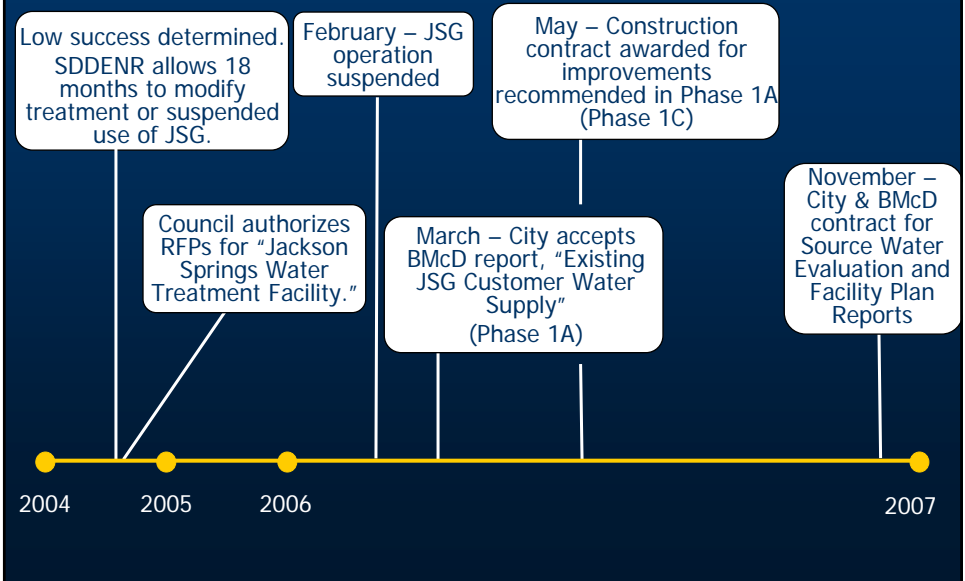 Low success determined.
SDDENR allows 18
months to modify
treatment or suspended
use of JSG.
Council authorizes
RFPs for “Jackson
Springs Water
Treatment Facility.”
February – JSG
operation
suspended
March – City accepts
BMcD report, “Existing
JSG Customer Water
Supply”
(Phase 1A)
May – Construction
contract awarded for
improvements
recommended in Phase 1A
(Phase 1C)
November –
City & BMcD
contract for
Source Water
Evaluation and
Facility Plan
Reports
2004
2005
2006
2007